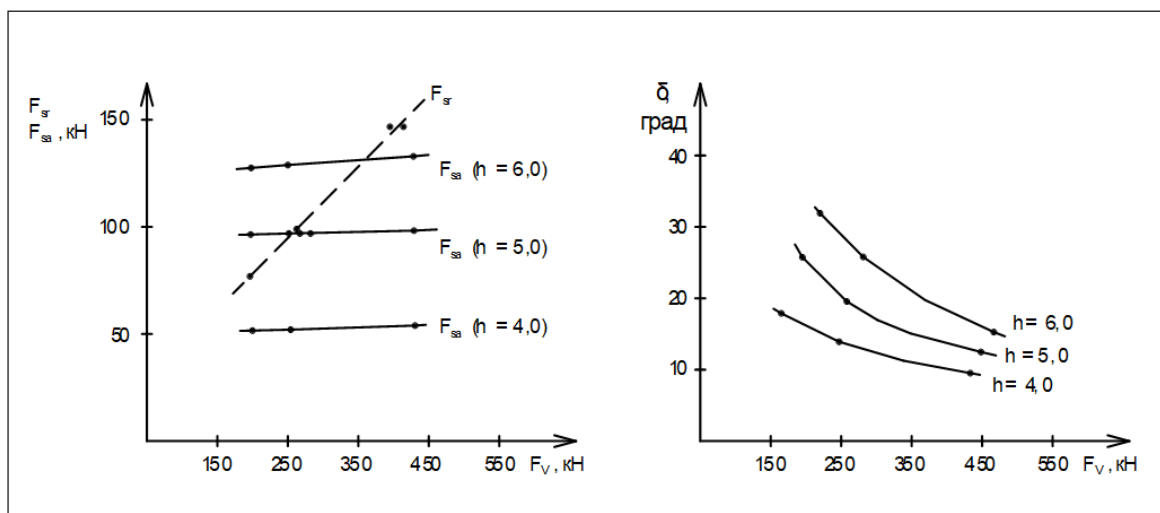 F_sr
F_sa , кН
150
100
50
F_sr
F_sa (h = 6,0)
F_sa (h = 5,0)
F_sa (h = 4,0)
150 250 350 450 550 F_V , кН
δ,
град
40
30
20
10
h = 6,0
h = 5,0
h = 4,0
150 250 350 450 550 F_V , кН